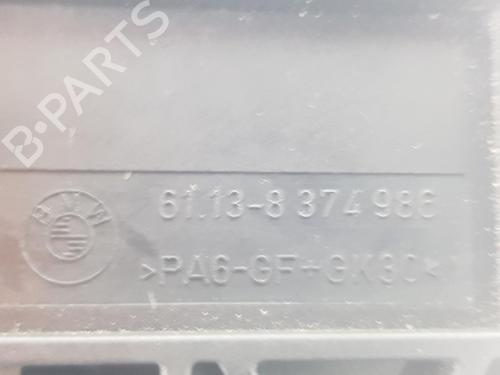 B-PARTS
BMW
61.13-8 374 986
>PA6-GF+GK30<